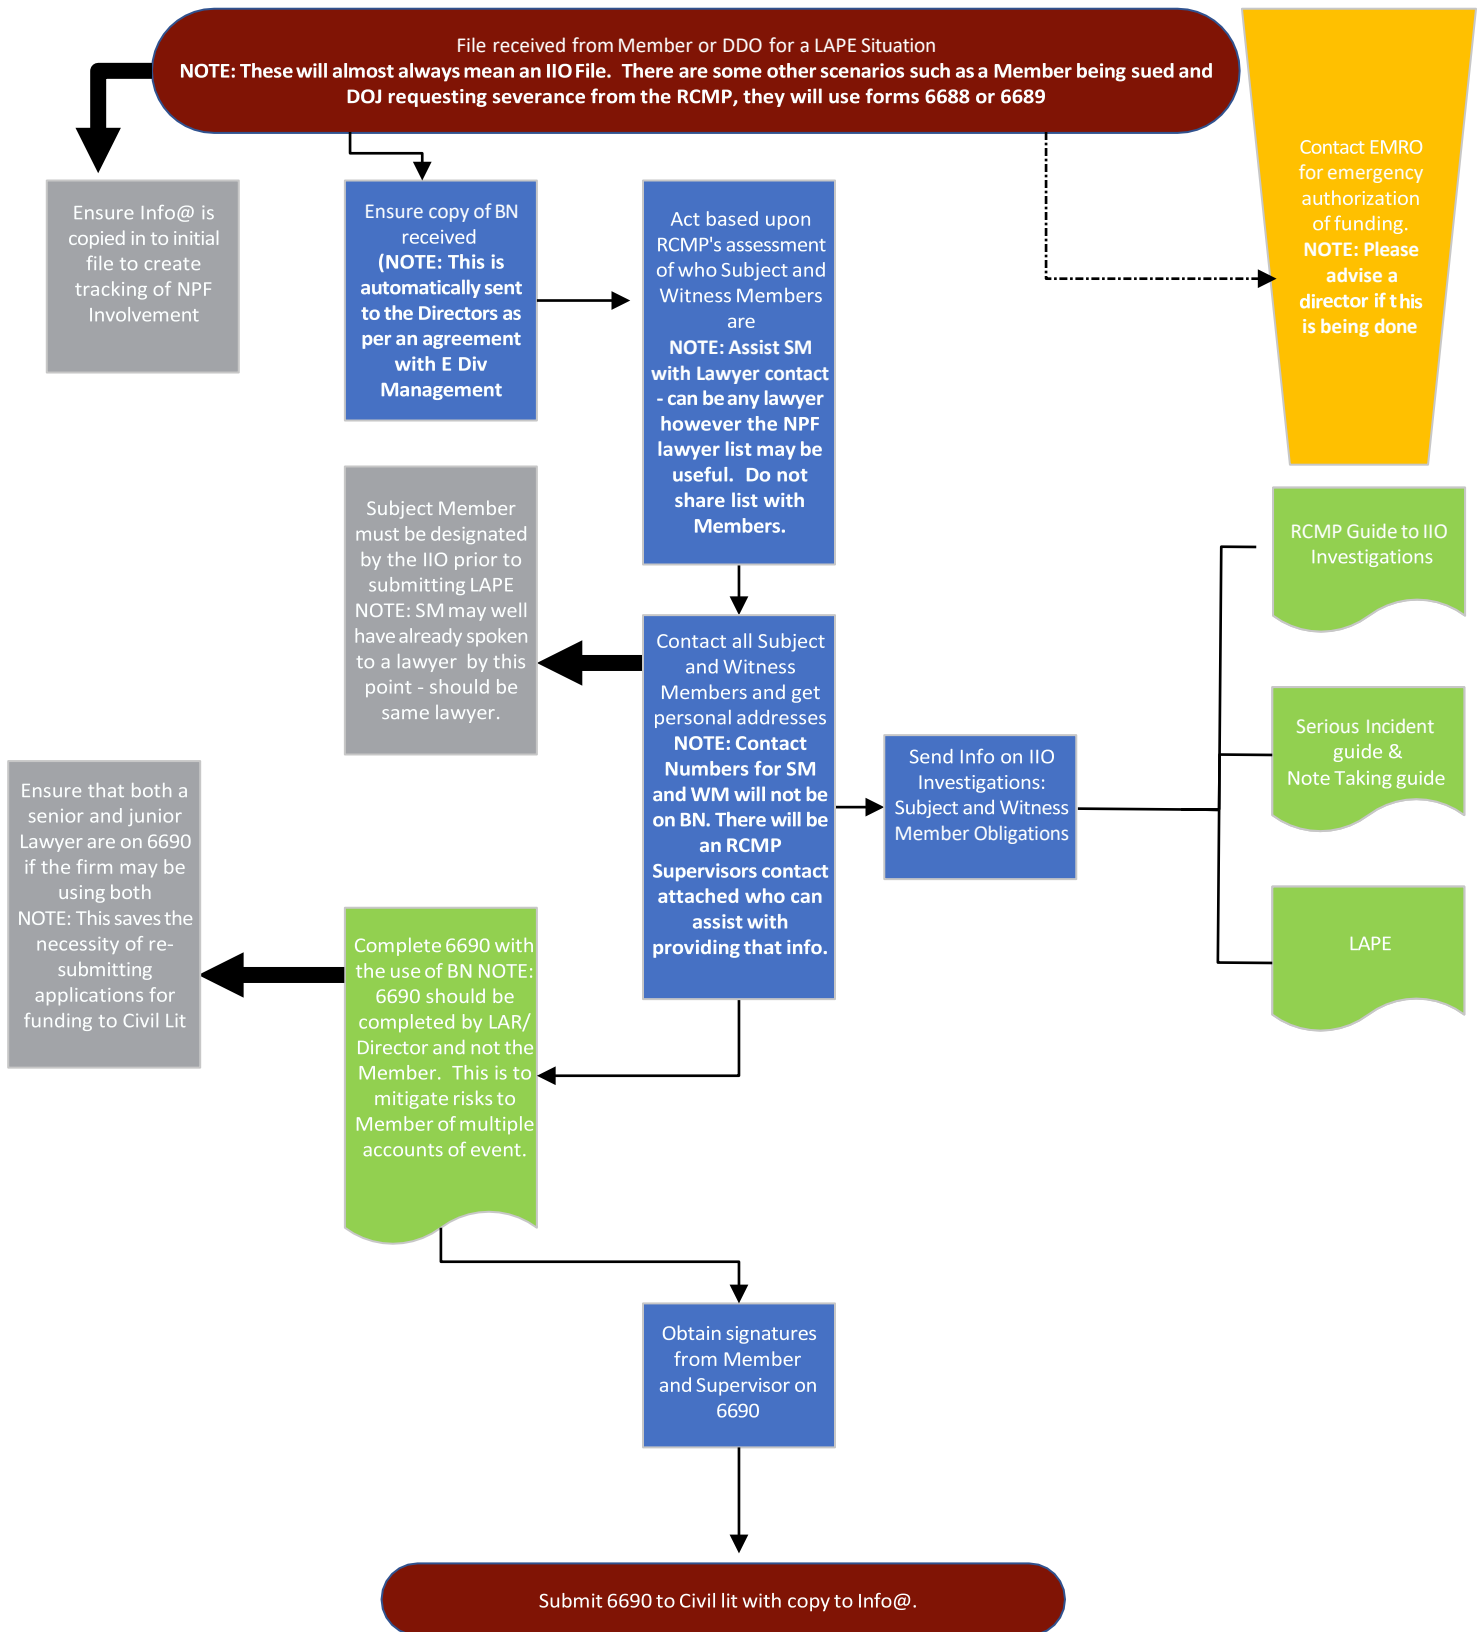 File received from Member or DDO for a LAPE Situation
NOTE: These will almost always mean an IIO File. There are some other scenarios such as a Member being sued and
DOJ requesting severance from the RCMP, they will use forms 6688 or 6689
Contact EMRO
for emergency
authorization
of funding.
NOTE: Please
advise a
director if this
is being done
Ensure Info@ is
copied in to initial
file to create
tracking of NPF
Involvement
Ensure copy of BN
received
(NOTE: This is
automatically sent
to the Directors as
per an agreement
with E Div
Management
Act based upon
RCMP's assessment
of who Subject and
Witness Members
are
NOTE: Assist SM
with Lawyer contact
- can be any lawyer
however the NPF
lawyer list may be
useful. Do not
share list with
Members.
Subject Member
must be designated
by the IIO prior to
submitting LAPE
NOTE: SM may well
have already spoken
to a lawyer by this
point - should be
same lawyer.
RCMP Guide to IIO
Investigations
Contact all Subject
and Witness
Members and get
personal addresses
NOTE: Contact
Numbers for SM
and WM will not be
on BN. There will be
an RCMP
Supervisors contact
attached who can
assist with
providing that info.
Send Info on IIO
Investigations:
Subject and Witness
Member Obligations
Serious Incident
guide &
Note Taking guide
LAPE
Ensure that both a
senior and junior
Lawyer are on 6690
if the firm may be
using both
NOTE: This saves the
necessity of re-
submitting
applications for
funding to Civil Lit
Complete 6690 with
the use of BN NOTE:
6690 should be
completed by LAR/
Director and not the
Member. This is to
mitigate risks to
Member of multiple
accounts of event.
Obtain signatures
from Member
and Supervisor on
6690
Submit 6690 to Civil lit with copy to Info@.